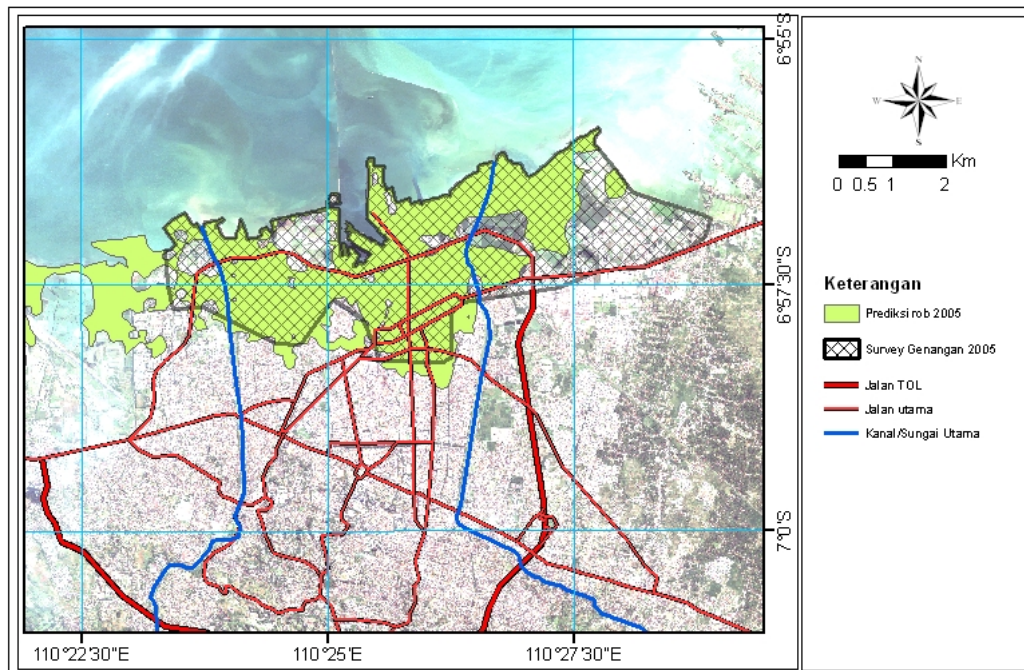 6°55'S
6°57'30"S
7°0'S
110°22'30"E
110°25'E
110°27'30"E
N
W
E
S
Km
0 0.5 1 2
Keterangan
Prediksi rob 2005
Survey Genangan 2005
Jalan TOL
Jalan utama
Kanal/Sungai Utama